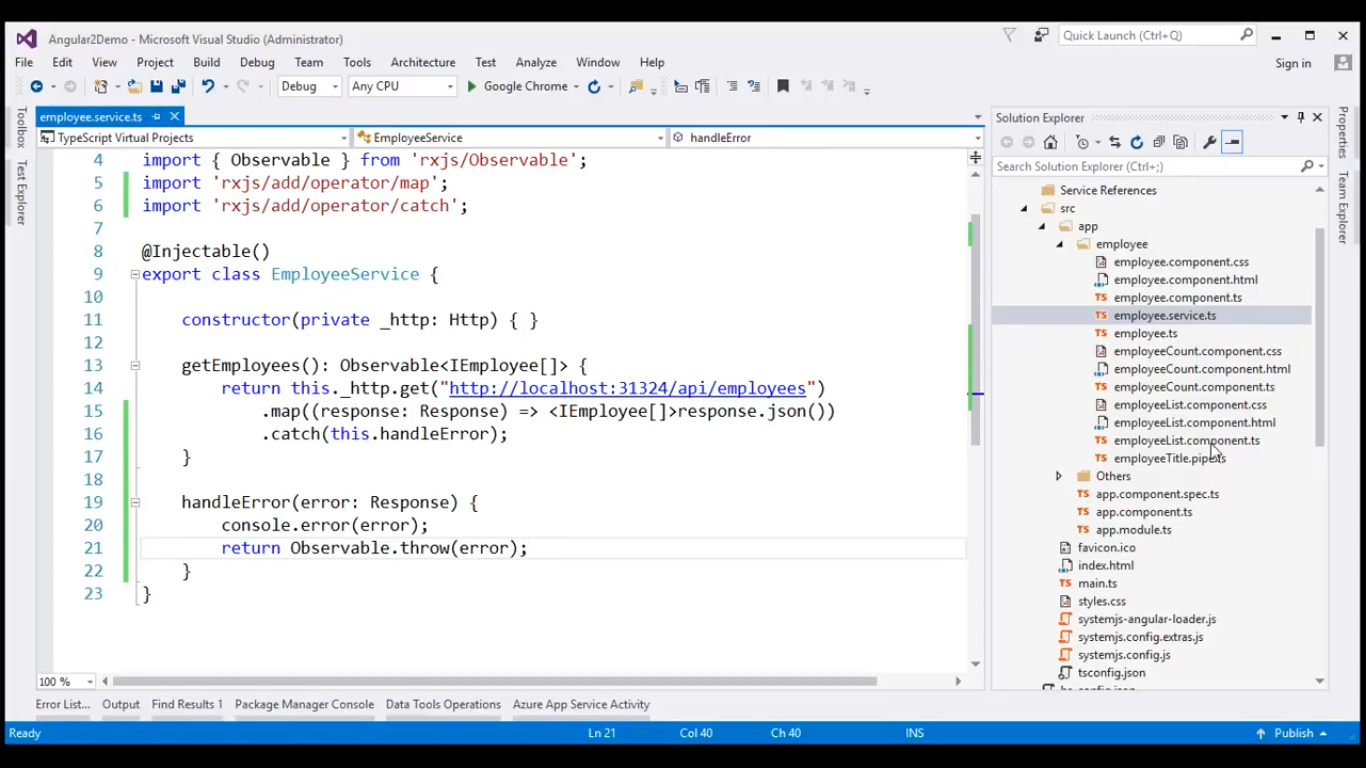 Angular2Demo - Microsoft Visual Studio (Administrator)
Quick Launch (Ctrl+Q)
File Edit View Project Build Debug Team Tools Architecture Test Analyze Window Help
Sign in
Debug Any CPU Google Chrome
Toolbox
Test Explorer
employee.service.ts
TypeScript Virtual Projects EmployeeService handleError
4 import { Observable } from 'rxjs/Observable';
5 import 'rxjs/add/operator/map';
6 import 'rxjs/add/operator/catch';
7
8 @Injectable()
9 export class EmployeeService {
10
11 constructor(private _http: Http) { }
12
13 getEmployees(): Observable<IEmployee[]> {
14 return this._http.get("http://localhost:31324/api/employees")
15 .map((response: Response) => <IEmployee[]>response.json())
16 .catch(this.handleError);
17 }
18
19 handleError(error: Response) {
20 console.error(error);
21 return Observable.throw(error);
22 }
23 }
100 %
Solution Explorer
Search Solution Explorer (Ctrl+;)
Service References
src
app
employee
employee.component.css
employee.component.html
employee.component.ts
employee.service.ts
employee.ts
employeeCount.component.css
employeeCount.component.html
employeeCount.component.ts
employeeList.component.css
employeeList.component.html
employeeList.component.ts
employeeTitle.pipe.ts
Others
app.component.spec.ts
app.component.ts
app.module.ts
favicon.ico
index.html
main.ts
styles.css
systemjs-angular-loader.js
systemjs.config.extras.js
systemjs.config.js
tsconfig.json
Properties
Team Explorer
Error List... Output Find Results 1 Package Manager Console Data Tools Operations Azure App Service Activity
Ready Ln 21 Col 40 Ch 40 INS Publish